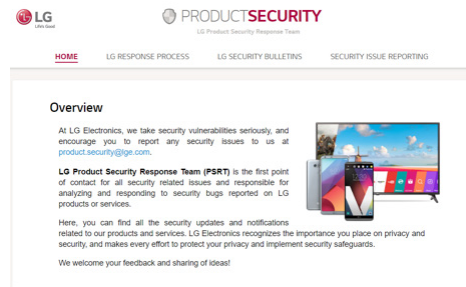 LG
Life's Good
PRODUCTSECURITY
LG Product Security Response Team
HOME
LG RESPONSE PROCESS
LG SECURITY BULLETINS
SECURITY ISSUE REPORTING
Overview
At LG Electronics, we take security vulnerabilities seriously, and
encourage you to report any security issues to us at
product.security@lge.com.
LG Product Security Response Team (PSRT) is the first point
of contact for all security related issues and responsible for
analyzing and responding to security bugs reported on LG
products or services.
Here, you can find all the security updates and notifications
related to our products and services. LG Electronics recognizes the importance you place on privacy and
security, and makes every effort to protect your privacy and implement security safeguards.
We welcome your feedback and sharing of ideas!